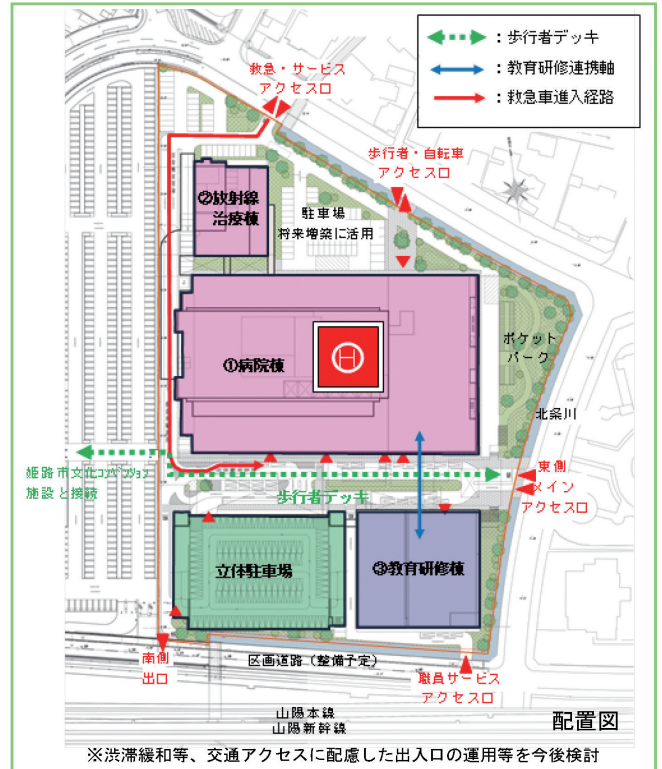 ：歩行者デッキ
：教育研修連携軸
：救急車進入経路
救急・サービス
アクセス口
歩行者・自転車
アクセス口
②放射線
治療棟
駐車場
将来増築に活用
H
①病院棟
ポケット
パーク
北条川
姫路市文化ｺﾝﾍﾞﾝｼｮﾝ
施設と接続
歩行者デッキ
東側
メイン
アクセス口
立体駐車場
③教育研修棟
南側
出口
区画道路（整備予定）
職員サービス
アクセス口
山陽本線
山陽新幹線
配置図
※渋滞緩和等、交通アクセスに配慮した出入口の運用等を今後検討